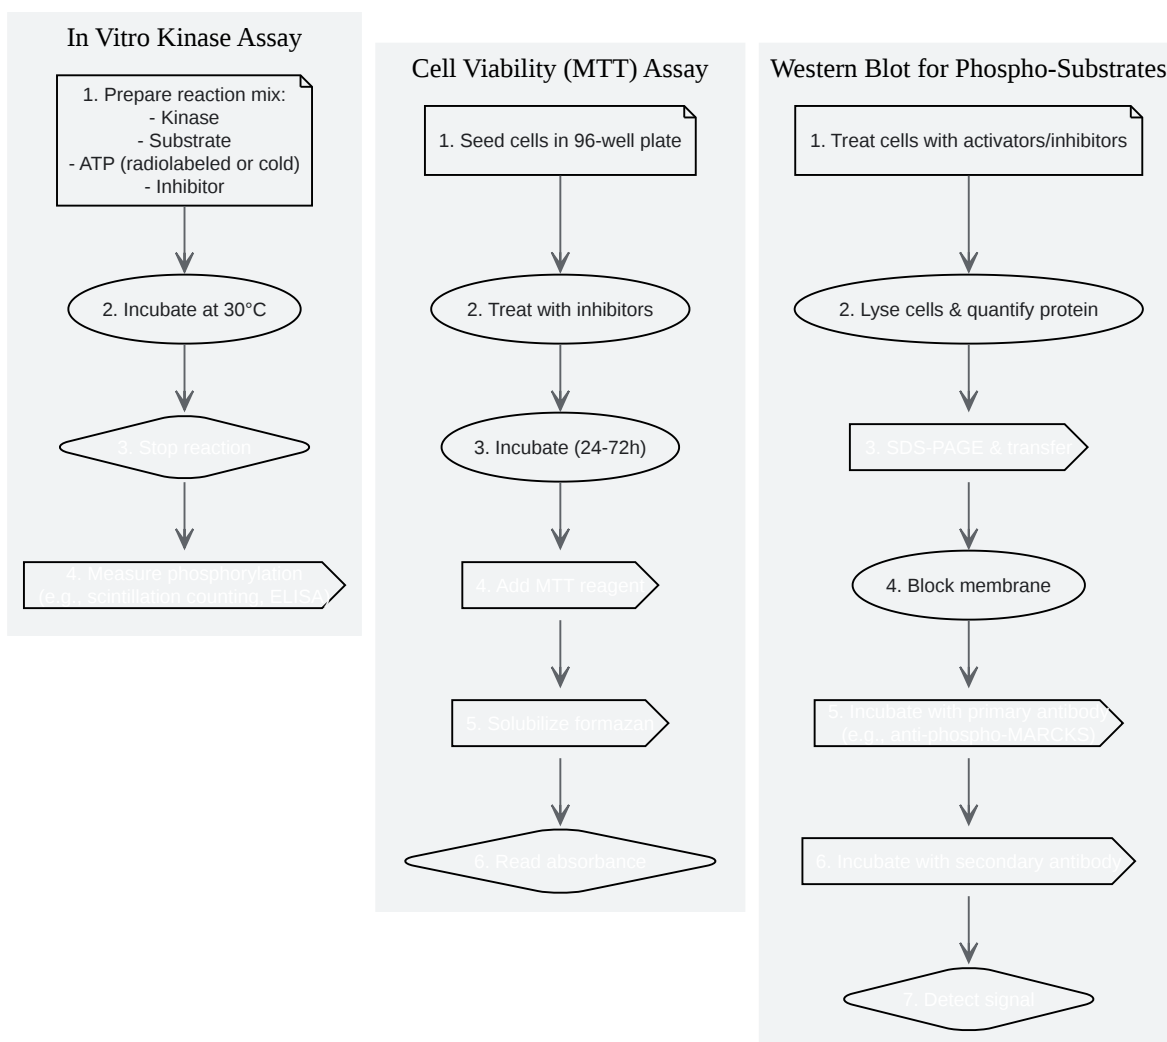 In Vitro Kinase Assay
1. Prepare reaction mix:
- Kinase
- Substrate
- ATP (radiolabeled or cold)
- Inhibitor
2. Incubate at 30°C
3. Stop reaction
4. Measure phosphorylation
(e.g., scintillation counting, ELISA)
Cell Viability (MTT) Assay
1. Seed cells in 96-well plate
2. Treat with inhibitors
3. Incubate (24-72h)
4. Add MTT reagent
5. Solubilize formazan
6. Read absorbance
Western Blot for Phospho-Substrates
1. Treat cells with activators/inhibitors
2. Lyse cells & quantify protein
3. SDS-PAGE & transfer
4. Block membrane
5. Incubate with primary antibody
(e.g., anti-phospho-MARCKS)
6. Incubate with secondary antibody
7. Detect signal